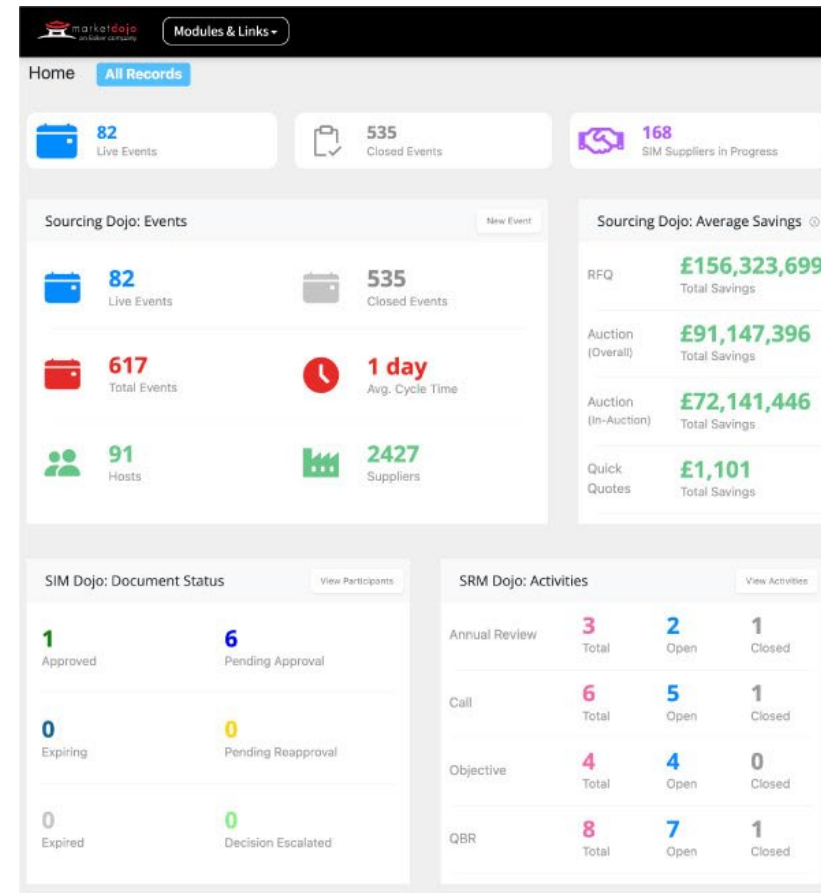 marketdojo
an Esker company
Modules & Links
Home
All Records
82
Live Events
535
Closed Events
168
SIM Suppliers in Progress
Sourcing Dojo: Events
New Event
82
Live Events
535
Closed Events
617
Total Events
1 day
Avg. Cycle Time
91
Hosts
2427
Suppliers
Sourcing Dojo: Average Savings
RFQ
£156,323,699
Total Savings
Auction
(Overall)
£91,147,396
Total Savings
Auction
(In-Auction)
£72,141,446
Total Savings
Quick
Quotes
£1,101
Total Savings
SIM Dojo: Document Status
View Participants
1
Approved
6
Pending Approval
0
Expiring
0
Pending Reapproval
0
Expired
0
Decision Escalated
SRM Dojo: Activities
View Activities
Annual Review
3
Total
2
Open
1
Closed
Call
6
Total
5
Open
1
Closed
Objective
4
Total
4
Open
0
Closed
QBR
8
Total
7
Open
1
Closed